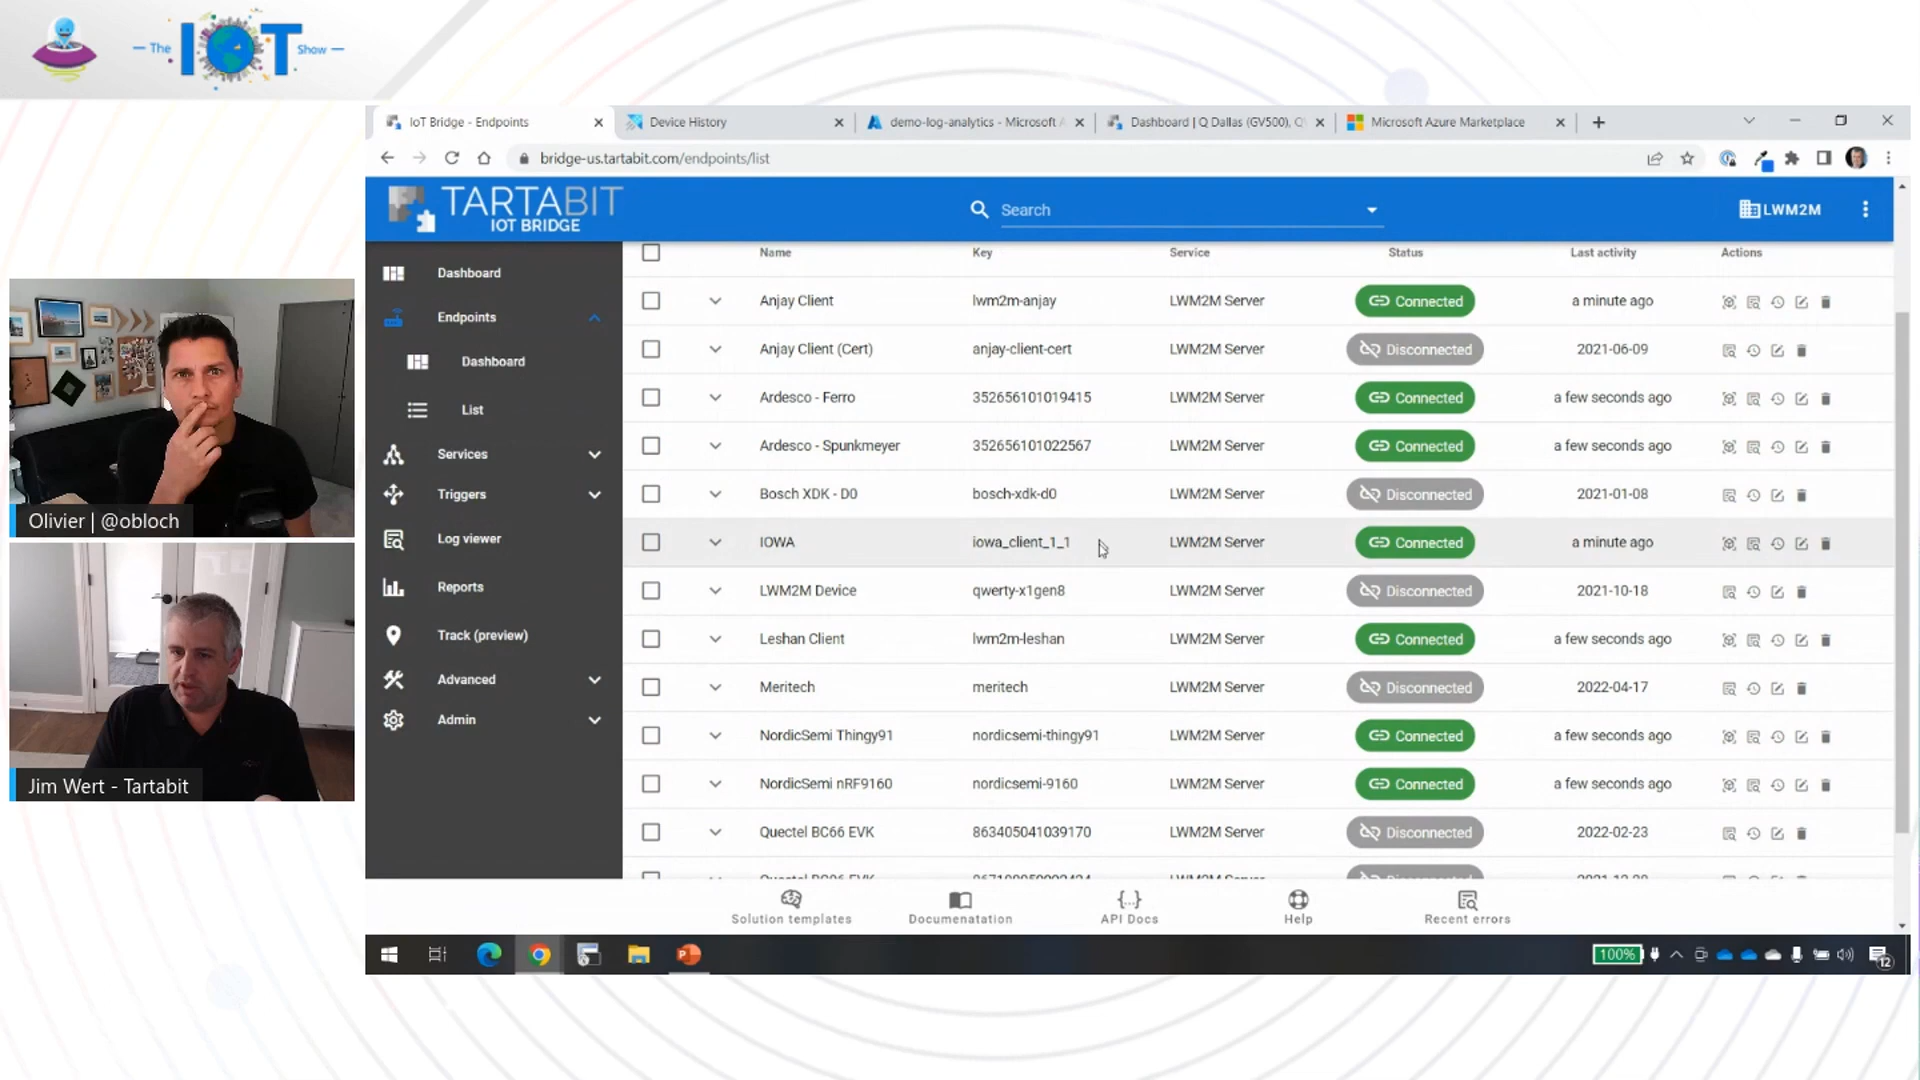 The IOT Show
IoT Bridge - Endpoints
Device History
demo-log-analytics - Microsoft A
Dashboard | Q Dallas (GV500), Q
Microsoft Azure Marketplace
bridge-us.tartabit.com/endpoints/list
TARTABIT
IOT BRIDGE
Search
LWM2M
Dashboard
Endpoints
Dashboard
List
Services
Triggers
Log viewer
Reports
Track (preview)
Advanced
Admin
Name Key Service Status Last activity Actions
Anjay Client lwm2m-anjay LWM2M Server Connected a minute ago
Anjay Client (Cert) anjay-client-cert LWM2M Server Disconnected 2021-06-09
Ardesco - Ferro 352656101019415 LWM2M Server Connected a few seconds ago
Ardesco - Spunkmeyer 352656101022567 LWM2M Server Connected a few seconds ago
Bosch XDK - D0 bosch-xdk-d0 LWM2M Server Disconnected 2021-01-08
IOWA iowa_client_1_1 LWM2M Server Connected a minute ago
LWM2M Device qwerty-x1gen8 LWM2M Server Disconnected 2021-10-18
Leshan Client lwm2m-leshan LWM2M Server Connected a few seconds ago
Meritech meritech LWM2M Server Disconnected 2022-04-17
NordicSemi Thingy91 nordicsemi-thingy91 LWM2M Server Connected a few seconds ago
NordicSemi nRF9160 nordicsemi-9160 LWM2M Server Connected a few seconds ago
Quectel BC66 EVK 863405041039170 LWM2M Server Disconnected 2022-02-23
Solution templates
Documenatation
API Docs
Help
Recent errors
100%
12
Olivier | @obloch
Jim Wert - Tartabit